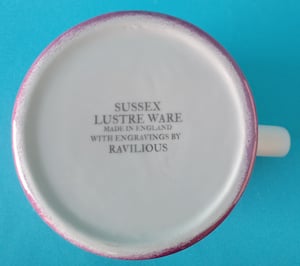 SUSSEX
LUSTRE WARE
MADE IN ENGLAND
WITH ENGRAVINGS BY
RAVILIOUS